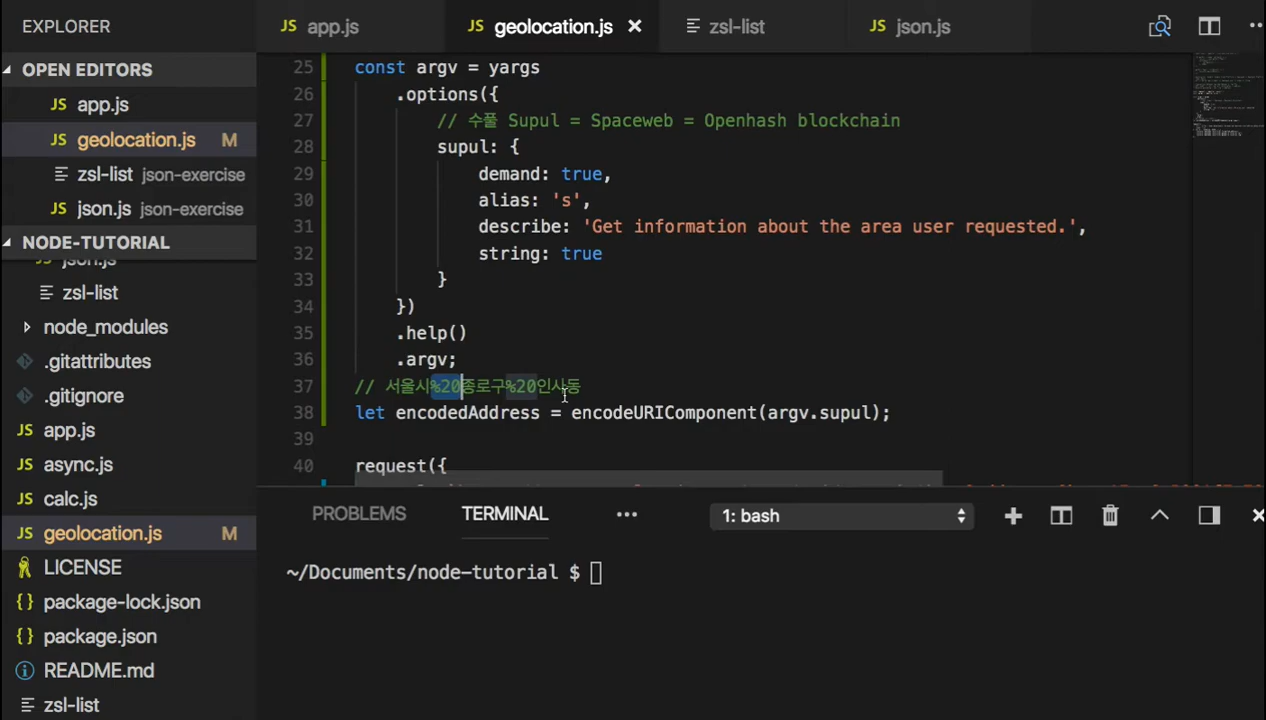 EXPLORER
OPEN EDITORS
JS app.js
JS geolocation.js M
zsl-list json-exercise
JS json.js json-exercise
NODE-TUTORIAL
JS json.js
zsl-list
node_modules
.gitattributes
.gitignore
JS app.js
JS async.js
JS calc.js
JS geolocation.js M
LICENSE
{} package-lock.json
{} package.json
README.md
zsl-list
JS app.js
JS geolocation.js
zsl-list
JS json.js
25 const argv = yargs
26 .options({
27 // 수풀 Supul = Spaceweb = Openhash blockchain
28 supul: {
29 demand: true,
30 alias: 's',
31 describe: 'Get information about the area user requested.',
32 string: true
33 }
34 })
35 .help()
36 .argv;
37 // 서울시%20종로구%20인사동
38 let encodedAddress = encodeURIComponent(argv.supul);
39
40 request({
PROBLEMS
TERMINAL
1: bash
~/Documents/node-tutorial $